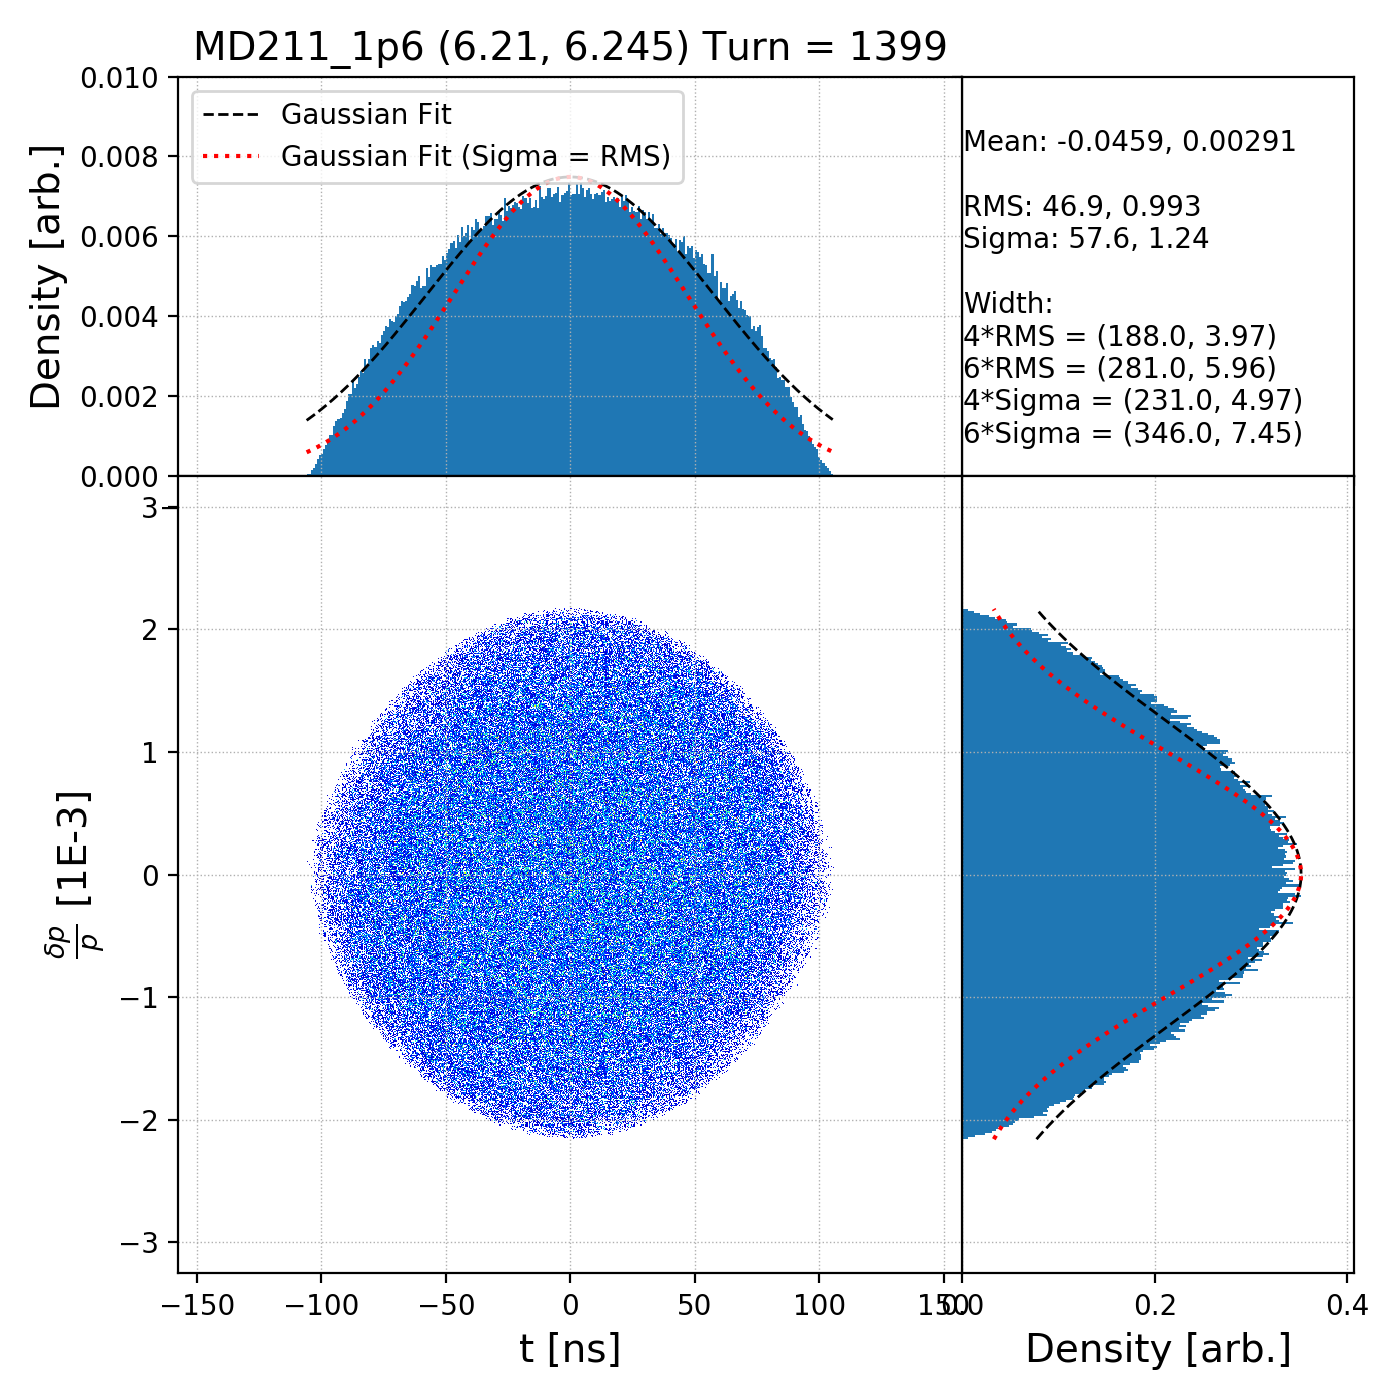 MD211_1p6 (6.21, 6.245) Turn = 1399
0.010
0.008
0.006
0.004
0.002
0.000
Density [arb.]
Gaussian Fit
Gaussian Fit (Sigma = RMS)
Mean: -0.0459, 0.00291
RMS: 46.9, 0.993
Sigma: 57.6, 1.24
Width:
4*RMS = (188.0, 3.97)
6*RMS = (281.0, 5.96)
4*Sigma = (231.0, 4.97)
6*Sigma = (346.0, 7.45)
3
2
1
0
−1
−2
−3
δp/p [1E-3]
−150 −100 −50 0 50 100 150
t [ns]
0.0 0.2 0.4
Density [arb.]